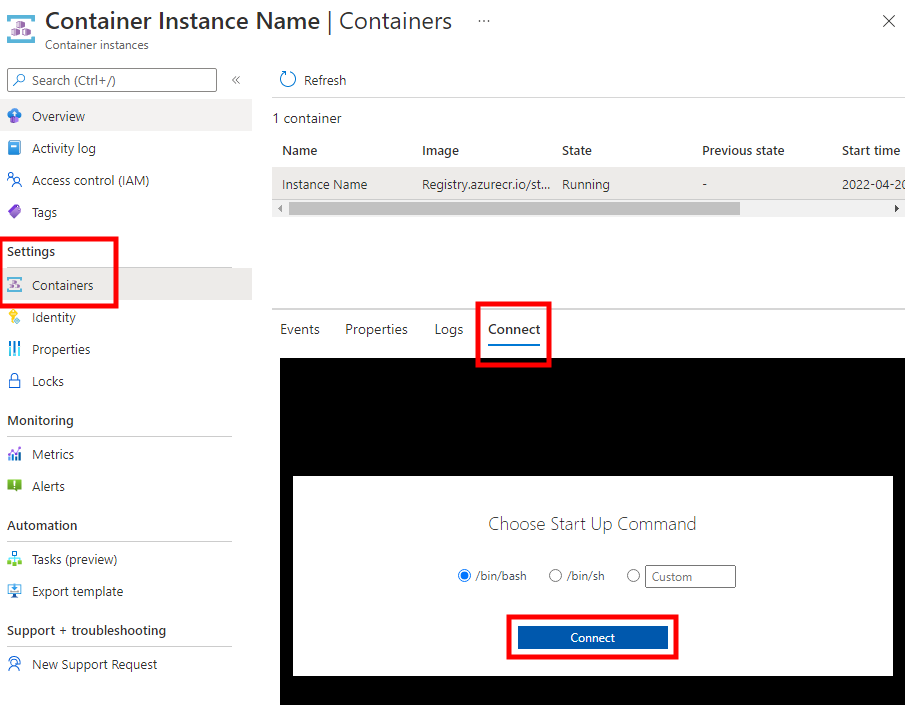 Container Instance Name | Containers ...
Container instances
Search (Ctrl+/)
«
Overview
Activity log
Access control (IAM)
Tags
Settings
Containers
Identity
Properties
Locks
Monitoring
Metrics
Alerts
Automation
Tasks (preview)
Export template
Support + troubleshooting
New Support Request
Refresh
1 container
Name Image State Previous state Start time
Instance Name Registry.azurecr.io/st... Running - 2022-04-20
Events Properties Logs Connect
Choose Start Up Command
/bin/bash /bin/sh Custom
Connect